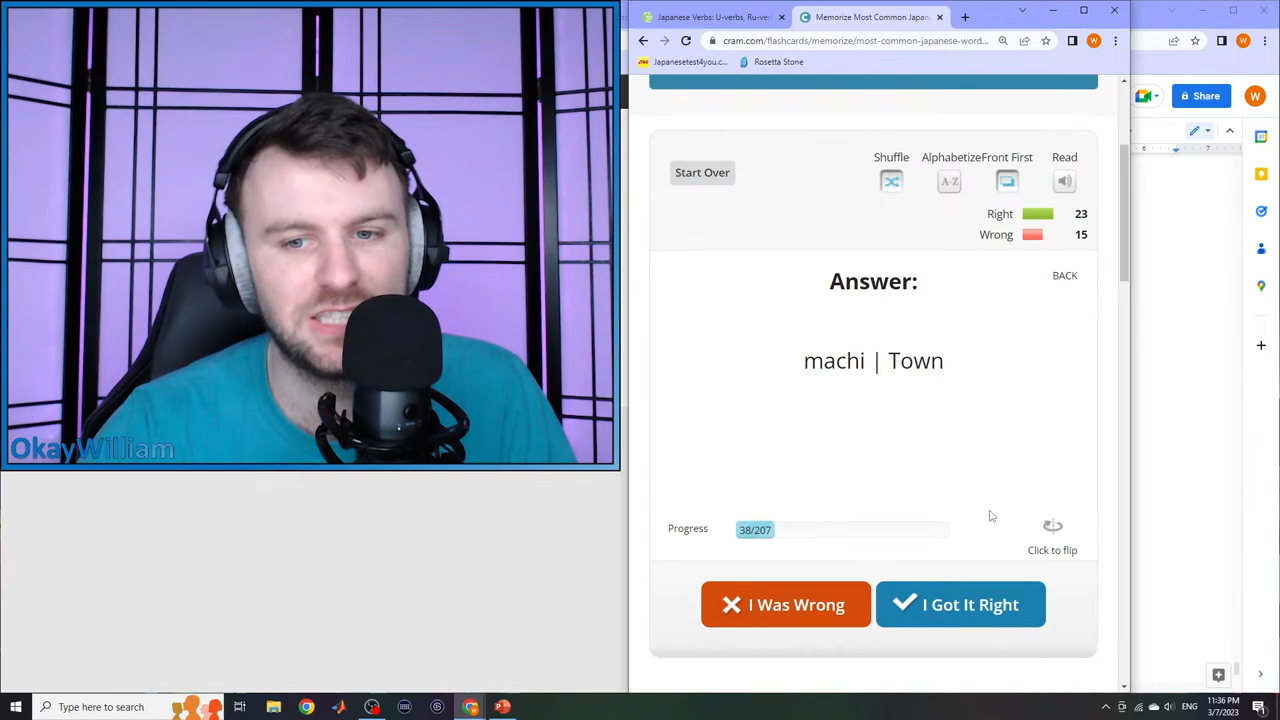 Japanese Verbs: U-verbs, Ru-ver
Memorize Most Common Japan
cram.com/flashcards/memorize/most-common-japanese-word...
Japanesetest4you.c...
Rosetta Stone
Share
W
W
W
6
7
Start Over
Shuffle
Alphabetize
Front First
Read
A-Z
Right
23
Wrong
15
Answer:
BACK
machi | Town
Progress
38/207
Click to flip
I Was Wrong
I Got It Right
OkayWilliam
Type here to search
11:36 PM
3/7/2023